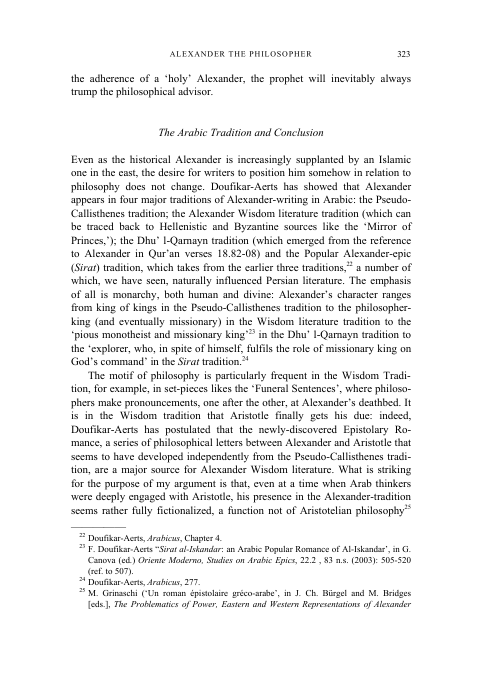 ALEXANDER THE PHILOSOPHER 323
the adherence of a ‘holy’ Alexander, the prophet will inevitably always
trump the philosophical advisor.
The Arabic Tradition and Conclusion
Even as the historical Alexander is increasingly supplanted by an Islamic
one in the east, the desire for writers to position him somehow in relation to
philosophy does not change. Doufikar-Aerts has showed that Alexander
appears in four major traditions of Alexander-writing in Arabic: the Pseudo-
Callisthenes tradition; the Alexander Wisdom literature tradition (which can
be traced back to Hellenistic and Byzantine sources like the ‘Mirror of
Princes,’); the Dhu’ l-Qarnayn tradition (which emerged from the reference
to Alexander in Qur’an verses 18.82-08) and the Popular Alexander-epic
(Sirat) tradition, which takes from the earlier three traditions,22 a number of
which, we have seen, naturally influenced Persian literature. The emphasis
of all is monarchy, both human and divine: Alexander’s character ranges
from king of kings in the Pseudo-Callisthenes tradition to the philosopher-
king (and eventually missionary) in the Wisdom literature tradition to the
‘pious monotheist and missionary king’23 in the Dhu’ l-Qarnayn tradition to
the ‘explorer, who, in spite of himself, fulfils the role of missionary king on
God’s command’ in the Sirat tradition.24
The motif of philosophy is particularly frequent in the Wisdom Tradi-
tion, for example, in set-pieces likes the ‘Funeral Sentences’, where philoso-
phers make pronouncements, one after the other, at Alexander’s deathbed. It
is in the Wisdom tradition that Aristotle finally gets his due: indeed,
Doufikar-Aerts has postulated that the newly-discovered Epistolary Ro-
mance, a series of philosophical letters between Alexander and Aristotle that
seems to have developed independently from the Pseudo-Callisthenes tradi-
tion, are a major source for Alexander Wisdom literature. What is striking
for the purpose of my argument is that, even at a time when Arab thinkers
were deeply engaged with Aristotle, his presence in the Alexander-tradition
seems rather fully fictionalized, a function not of Aristotelian philosophy25
22 Doufikar-Aerts, Arabicus, Chapter 4.
23 F. Doufikar-Aerts “Sirat al-Iskandar: an Arabic Popular Romance of Al-Iskandar’, in G.
Canova (ed.) Oriente Moderno, Studies on Arabic Epics, 22.2 , 83 n.s. (2003): 505-520
(ref. to 507).
24 Doufikar-Aerts, Arabicus, 277.
25 M. Grinaschi (‘Un roman épistolaire gréco-arabe’, in J. Ch. Bürgel and M. Bridges
[eds.], The Problematics of Power, Eastern and Western Representations of Alexander